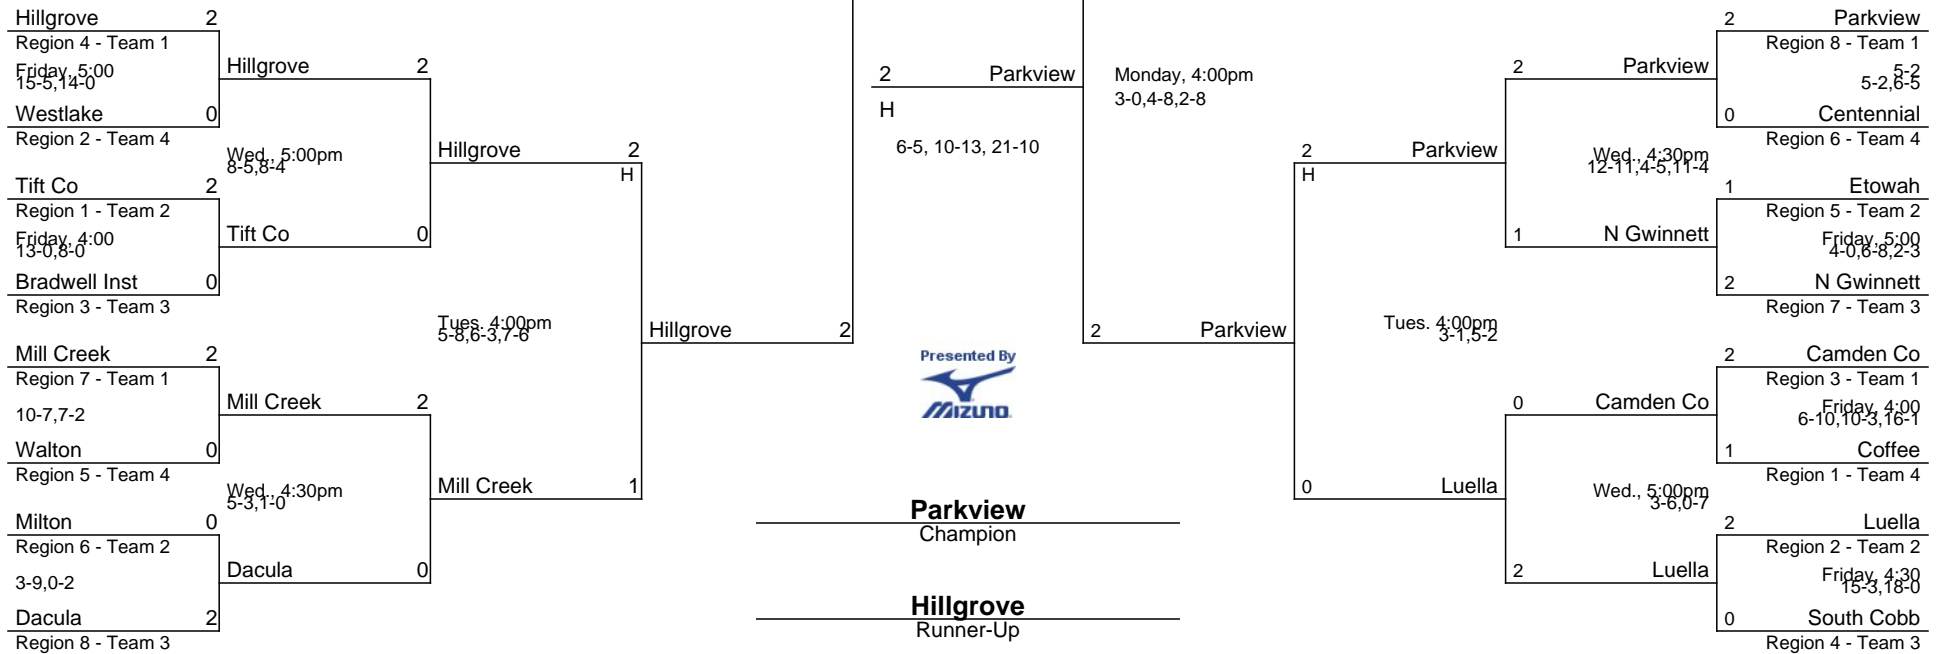 Hillgrove 2
Region 4 - Team 1
Friday, 5:00
15-5,14-0
Westlake 0
Region 2 - Team 4
Tift Co 2
Region 1 - Team 2
Friday, 4:00
13-0,8-0
Bradwell Inst 0
Region 3 - Team 3
Mill Creek 2
Region 7 - Team 1
10-7,7-2
Walton 0
Region 5 - Team 4
Milton 0
Region 6 - Team 2
3-9,0-2
Dacula 2
Region 8 - Team 3
Hillgrove 2
Wed., 5:00pm
8-5,8-4
Tift Co 0
Mill Creek 2
Wed., 4:30pm
5-3,1-0
Dacula 0
Hillgrove 2
H
Tues. 4:00pm
5-8,6-3,7-6
Mill Creek 1
Hillgrove 2
2 Parkview
H
6-5, 10-13, 21-10
Presented By
MIZUNO
Parkview
Champion
Hillgrove
Runner-Up
Monday, 4:00pm
3-0,4-8,2-8
2 Parkview
2 Parkview
H
Tues. 4:00pm
3-1,5-2
0 Luella
2 Parkview
Wed., 4:30pm
12-11,4-5,11-4
1 N Gwinnett
0 Camden Co
Wed., 5:00pm
3-6,0-7
2 Luella
2 Parkview
Region 8 - Team 1
5-2
5-2,6-5
0 Centennial
Region 6 - Team 4
1 Etowah
Region 5 - Team 2
Friday, 5:00
4-0,6-8,2-3
2 N Gwinnett
Region 7 - Team 3
2 Camden Co
Region 3 - Team 1
Friday, 4:00
6-10,10-3,16-1
1 Coffee
Region 1 - Team 4
2 Luella
Region 2 - Team 2
Friday, 4:30
15-3,18-0
0 South Cobb
Region 4 - Team 3